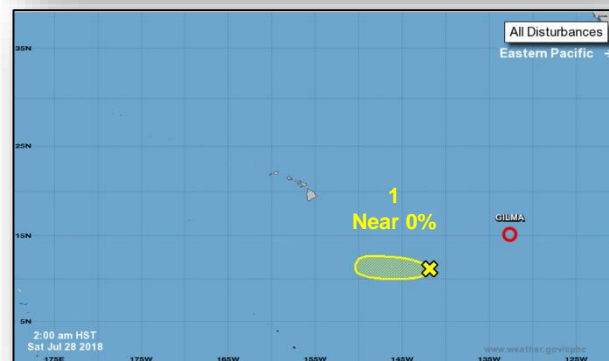 All Disturbances
35N
Eastern Pacific →
25N
1
Near 0%
GILMA
15N
5N
2:00 am HST
Sat Jul 28 2018
www.weather.gov/cphc
175E 175W 165W 155W 145W 135W 125W